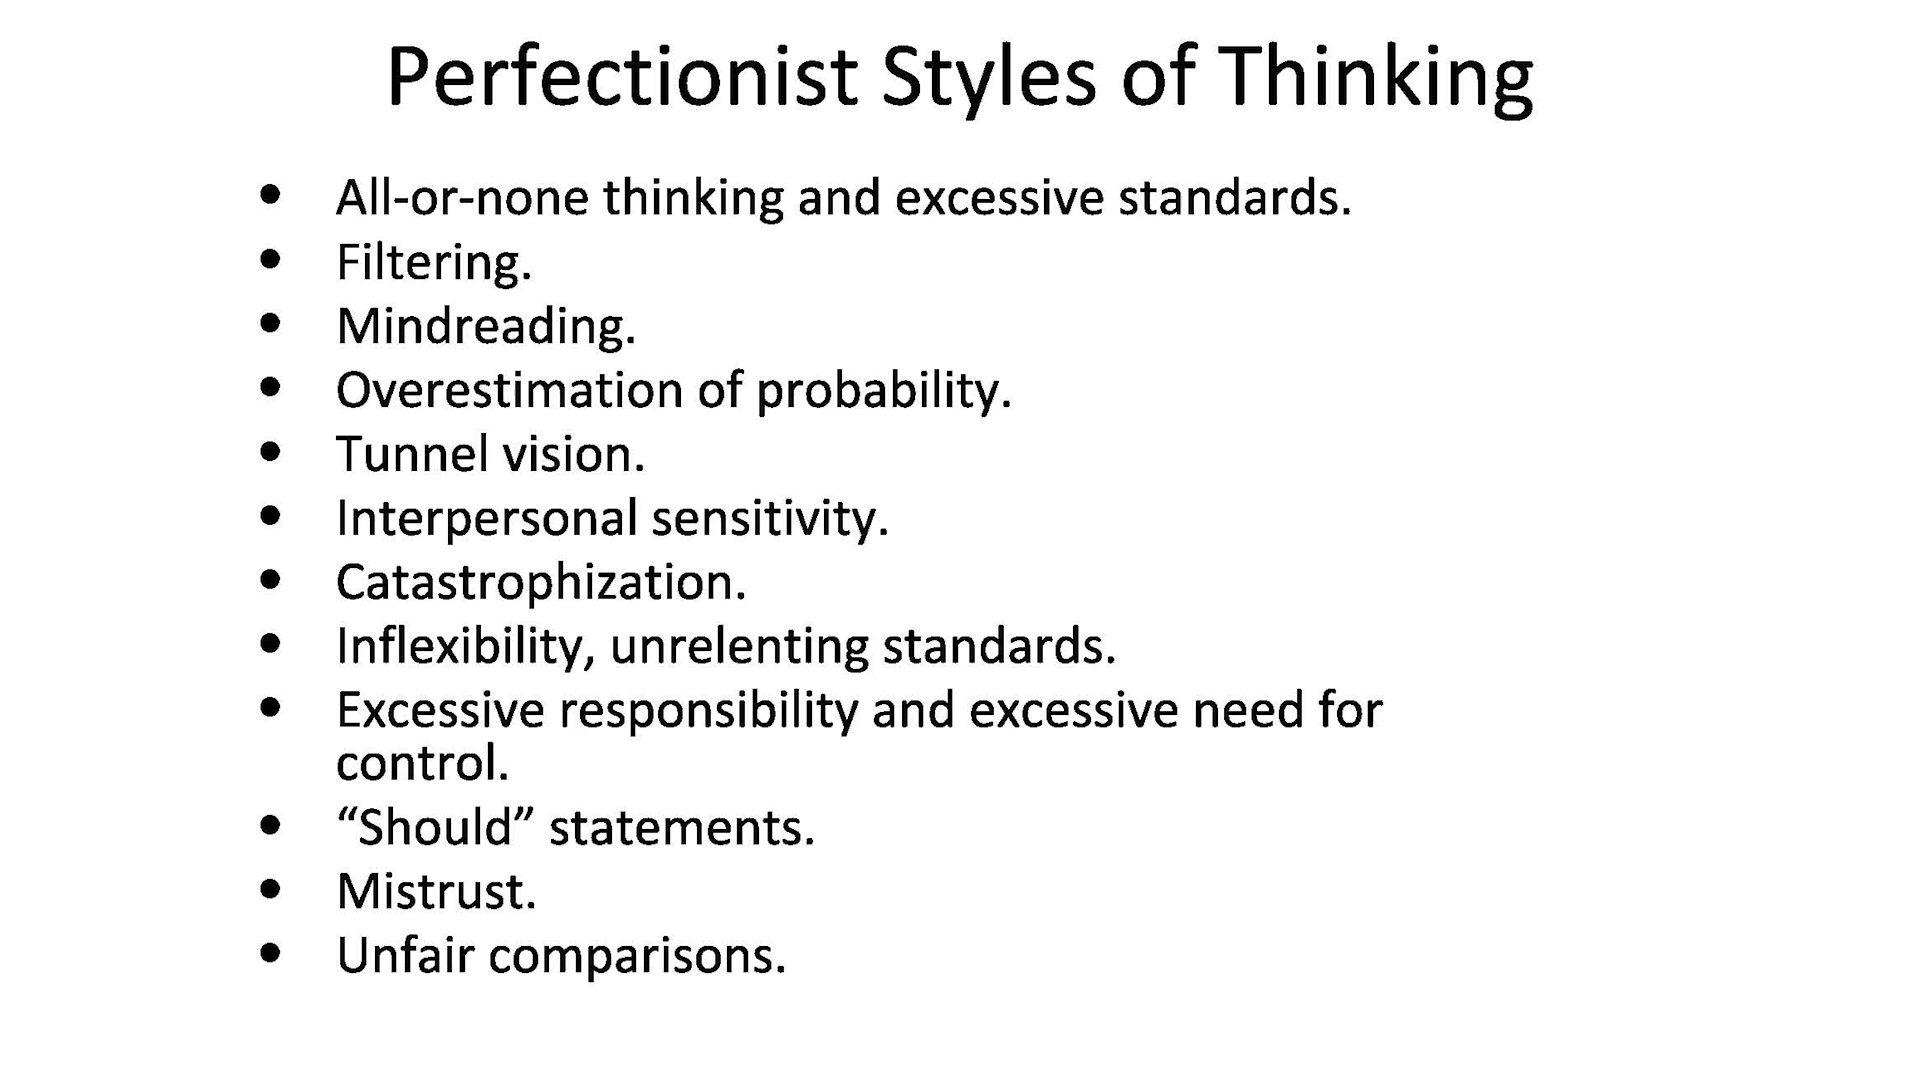 Perfectionist Styles of Thinking
• All-or-none thinking and excessive standards.
• Filtering.
• Mindreading.
• Overestimation of probability.
• Tunnel vision.
• Interpersonal sensitivity.
• Catastrophization.
• Inflexibility, unrelenting standards.
• Excessive responsibility and excessive need for
control.
• “Should” statements.
• Mistrust.
• Unfair comparisons.